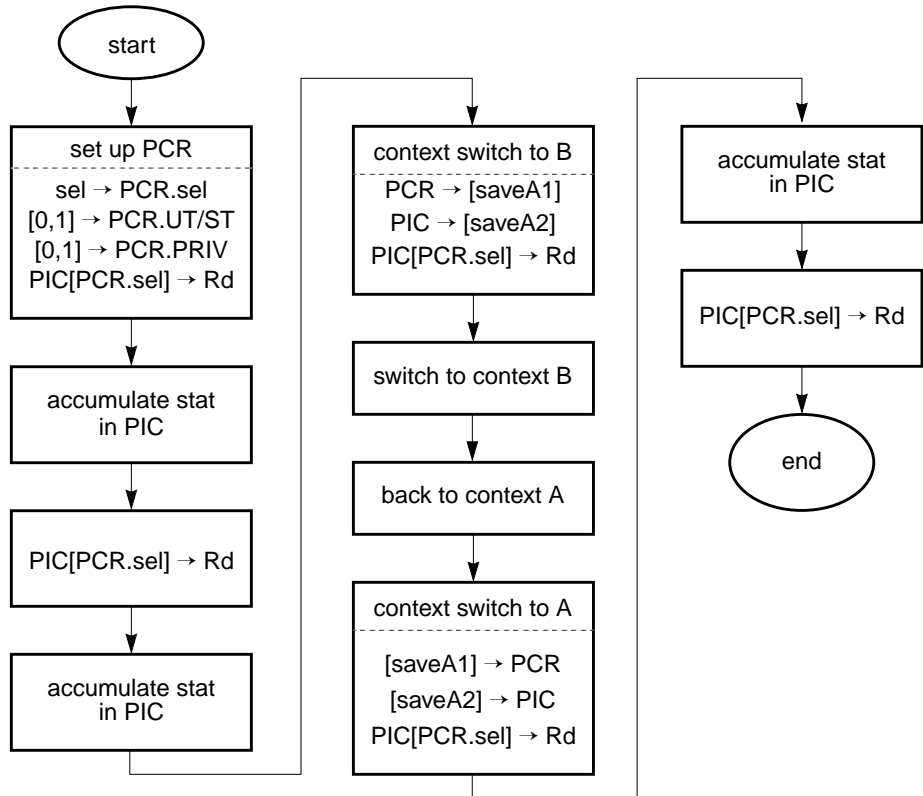 start
set up PCR
sel → PCR.sel
[0,1] → PCR.UT/ST
[0,1] → PCR.PRIV
PIC[PCR.sel] → Rd
accumulate stat
in PIC
PIC[PCR.sel] → Rd
accumulate stat
in PIC
context switch to B
PCR → [saveA1]
PIC → [saveA2]
PIC[PCR.sel] → Rd
switch to context B
back to context A
context switch to A
[saveA1] → PCR
[saveA2] → PIC
PIC[PCR.sel] → Rd
accumulate stat
in PIC
PIC[PCR.sel] → Rd
end